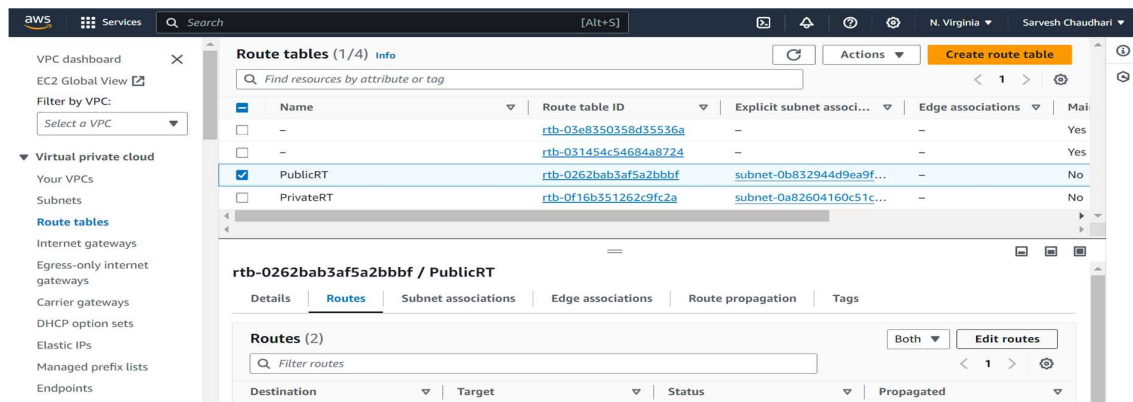 aws Services Search [Alt+S] N. Virginia Sarvesh Chaudhari
VPC dashboard
EC2 Global View
Filter by VPC:
Select a VPC
Virtual private cloud
Your VPCs
Subnets
Route tables
Internet gateways
Egress-only internet
gateways
Carrier gateways
DHCP option sets
Elastic IPs
Managed prefix lists
Endpoints
Route tables (1/4) Info Actions Create route table
Find resources by attribute or tag 1
Name Route table ID Explicit subnet associ... Edge associations Mai
– rtb-03e8350358d35536a – – Yes
– rtb-031454c54684a8724 – – Yes
PublicRT rtb-0262bab3af5a2bbbf subnet-0b832944d9ea9f... – No
PrivateRT rtb-0f16b351262c9fc2a subnet-0a82604160c51c... – No
rtb-0262bab3af5a2bbbf / PublicRT
Details Routes Subnet associations Edge associations Route propagation Tags
Routes (2) Both Edit routes
Filter routes 1
Destination Target Status Propagated